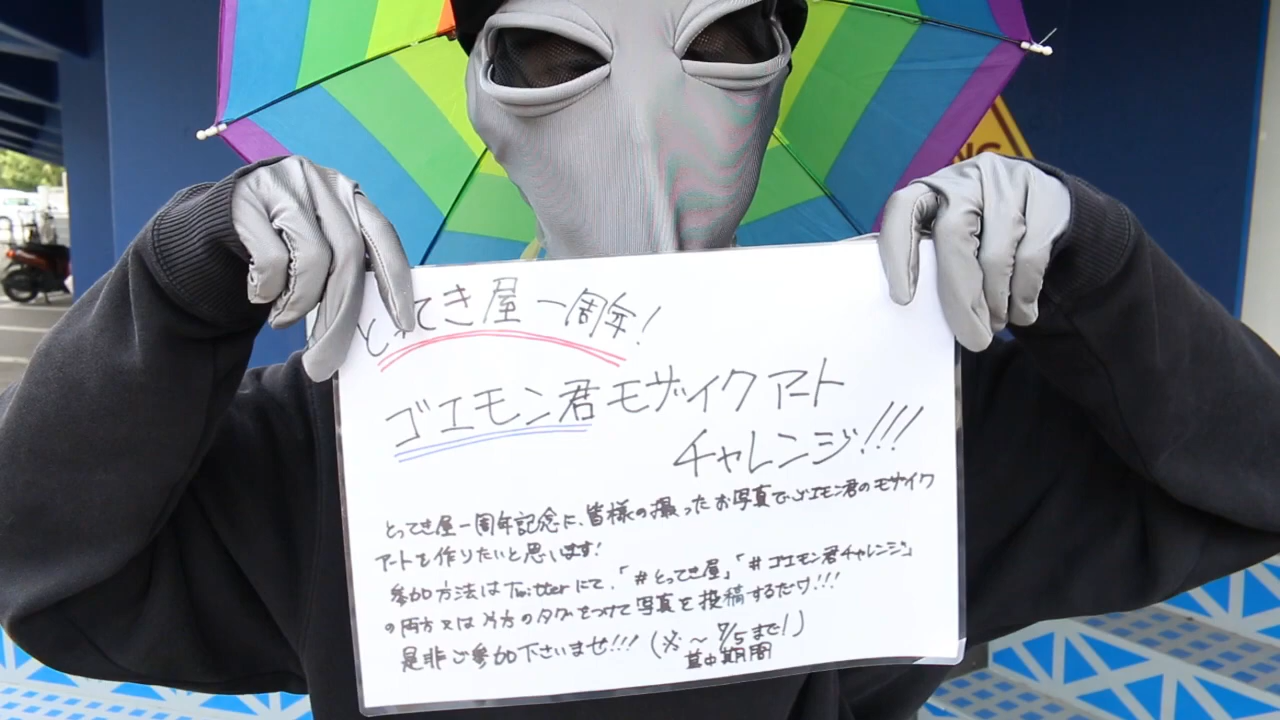 とってき屋一周年!
ゴエモン君モザイクアート
チャレンジ!!!
とってき屋一周年記念に、皆様の撮ったお写真でゴエモン君のモザイク
アートを作りたいと思います!
参加方法はTwitterにて、「#とってき屋」「#ゴエモン君チャレンジ」
の両方又は片方のタグをつけて写真を投稿するだけ!!!
是非ご参加下さいませ!!! (※~7/5まで!)
期間